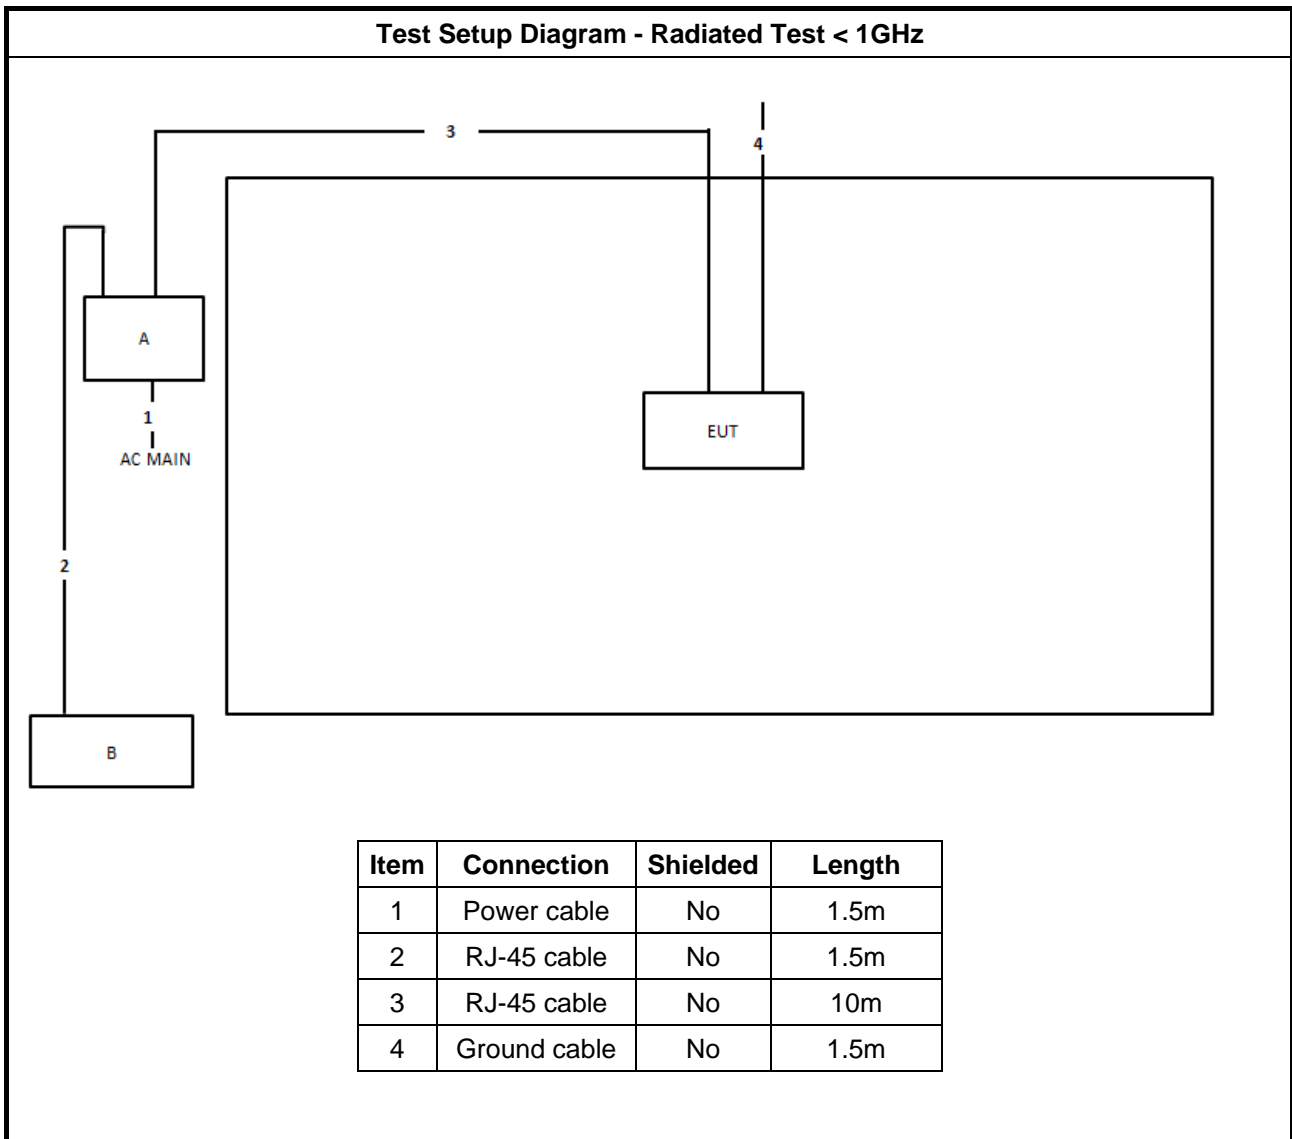 Test Setup Diagram - Radiated Test < 1GHz
3
4
A
1
AC MAIN
EUT
2
B
Item Connection Shielded Length
1 Power cable No 1.5m
2 RJ-45 cable No 1.5m
3 RJ-45 cable No 10m
4 Ground cable No 1.5m